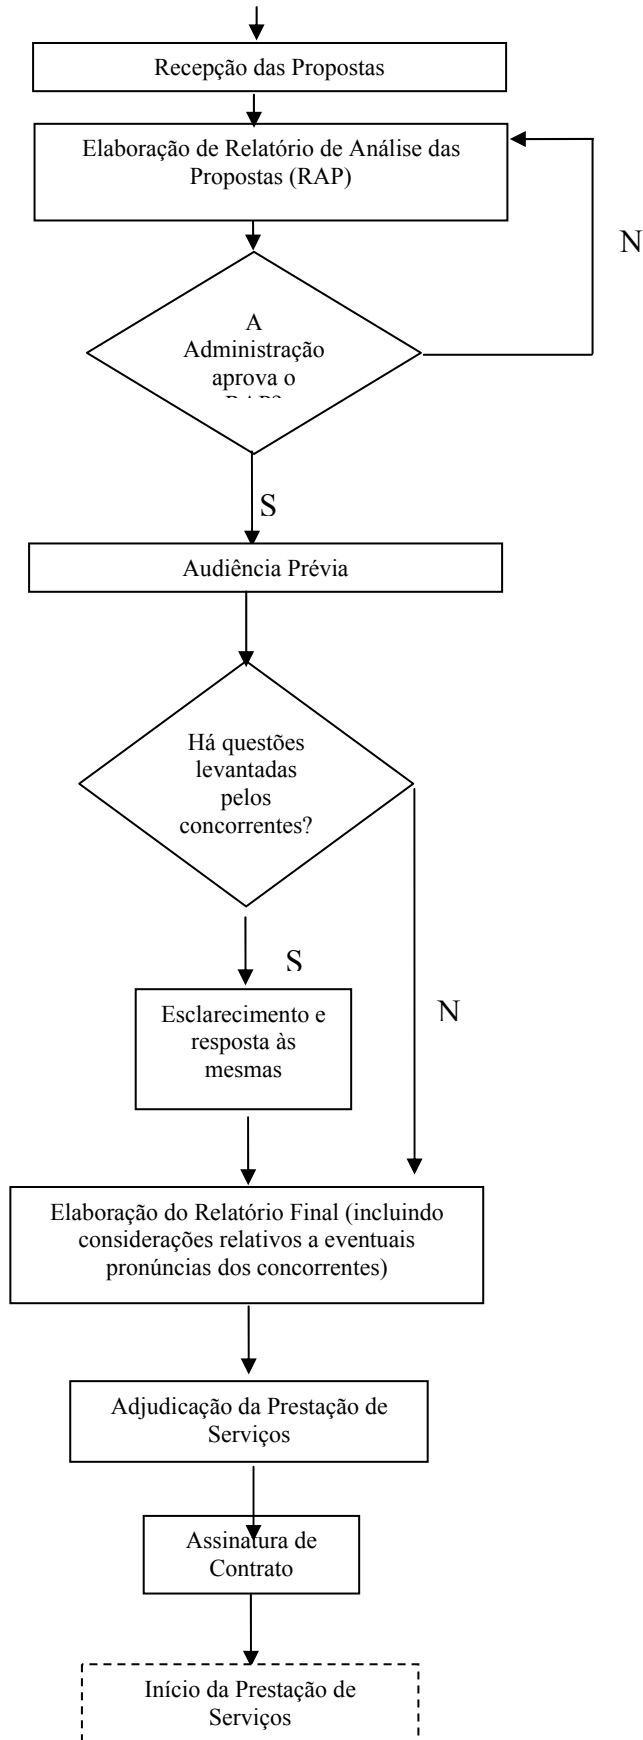 Recepção das Propostas
Elaboração de Relatório de Análise das
Propostas (RAP)
N
A
Administração
aprova o
RAP?
S
Audiência Prévia
Há questões
levantadas
pelos
concorrentes?
S
N
Esclarecimento e
resposta às
mesmas
Elaboração do Relatório Final (incluindo
considerações relativos a eventuais
pronúncias dos concorrentes)
Adjudicação da Prestação de
Serviços
Assinatura de
Contrato
Início da Prestação de
Serviços